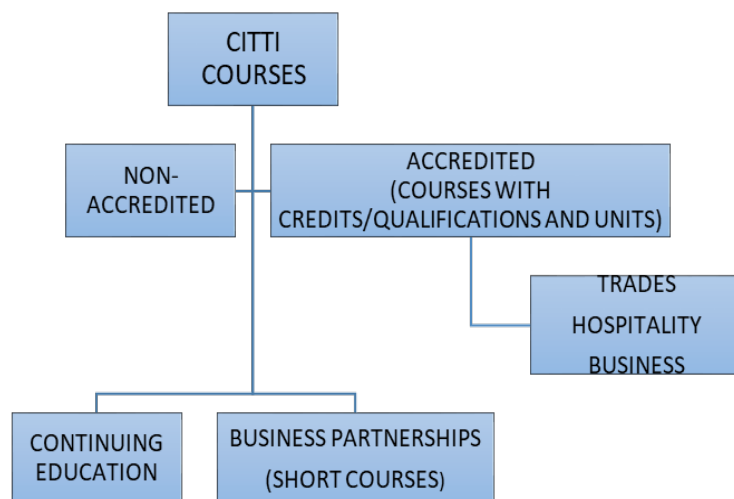 CITTI
COURSES
NON-
ACCREDITED
ACCREDITED
(COURSES WITH
CREDITS/QUALIFICATIONS AND UNITS)
TRADES
HOSPITALITY
BUSINESS
CONTINUING
EDUCATION
BUSINESS PARTNERSHIPS
(SHORT COURSES)